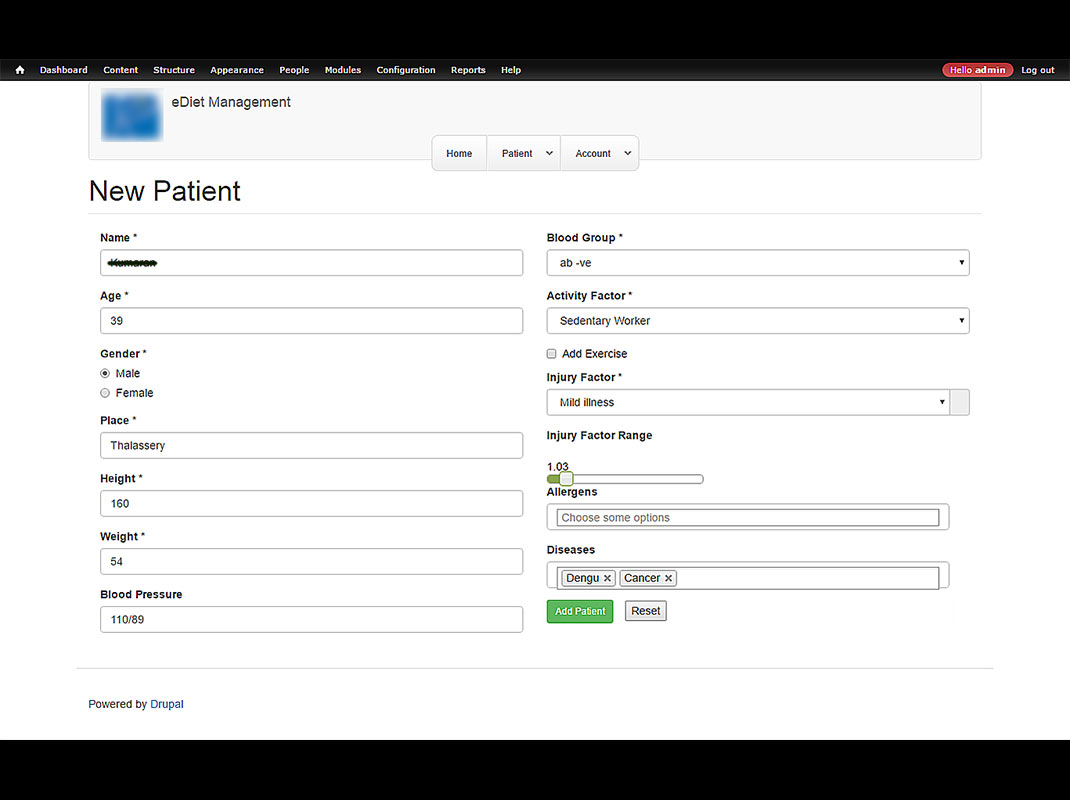 Dashboard Content Structure Appearance People Modules Configuration Reports Help Hello admin Log out
eDiet Management
Home Patient Account
New Patient
Name *
Age *
39
Gender *
Male
Female
Place *
Thalassery
Height *
160
Weight *
54
Blood Pressure
110/89
Blood Group *
ab -ve
Activity Factor *
Sedentary Worker
Add Exercise
Injury Factor *
Mild illness
Injury Factor Range
1.03
Allergens
Choose some options
Diseases
Dengu × Cancer ×
Add Patient Reset
Powered by Drupal